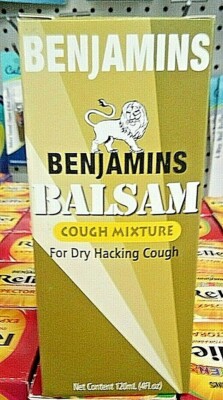 BENJAMINS
BENJAMINS
BALSAM
COUGH MIXTURE
For Dry Hacking Cough
Net Content 120mL (4Fl.oz)